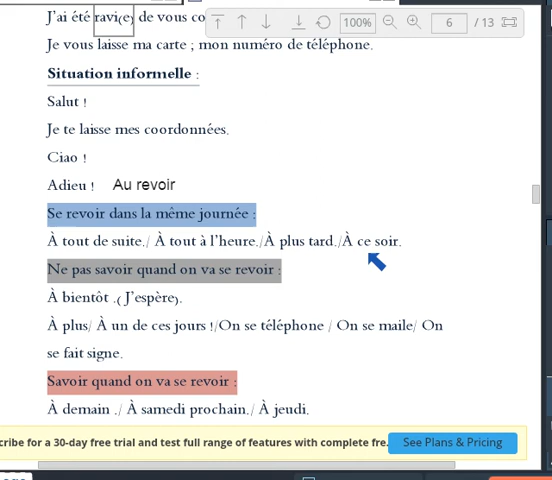 J'ai été ravi(e) de vous co
100% 6 / 13
Je vous laisse ma carte ; mon numéro de téléphone.
Situation informelle :
Salut !
Je te laisse mes coordonnées.
Ciao !
Adieu ! Au revoir
Se revoir dans la même journée :
À tout de suite./ À tout à l'heure./À plus tard./À ce soir.
Ne pas savoir quand on va se revoir :
À bientôt .( J'espère).
À plus/ À un de ces jours !/On se téléphone / On se maile/ On
se fait signe.
Savoir quand on va se revoir :
À demain ./ À samedi prochain./ À jeudi.
cribe for a 30-day free trial and test full range of features with complete fre. See Plans & Pricing